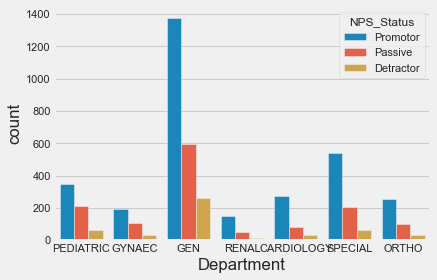 1400
1200
1000
800
600
400
200
0
count
NPS_Status
Promotor
Passive
Detractor
PEDIATRIC GYNAEC GEN RENAL CARDIOLOGY SPECIAL ORTHO
Department